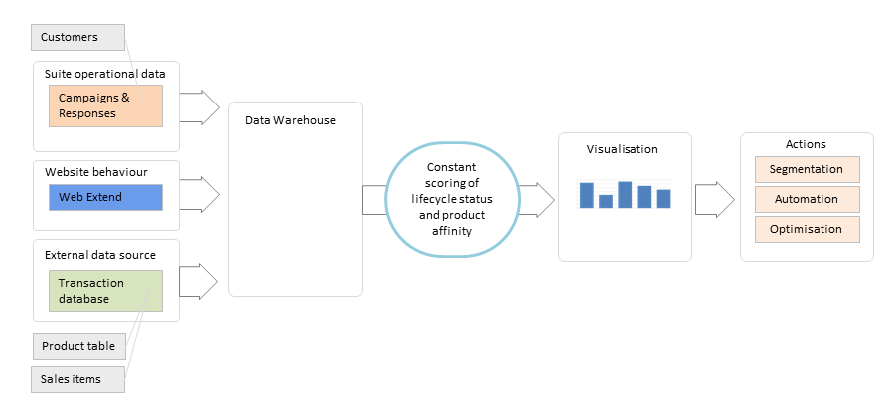 Customers
Suite operational data
Campaigns &
Responses
Website behaviour
Web Extend
External data source
Transaction
database
Product table
Sales items
Data Warehouse
Constant
scoring of
lifecycle status
and product
affinity
Visualisation
Actions
Segmentation
Automation
Optimisation